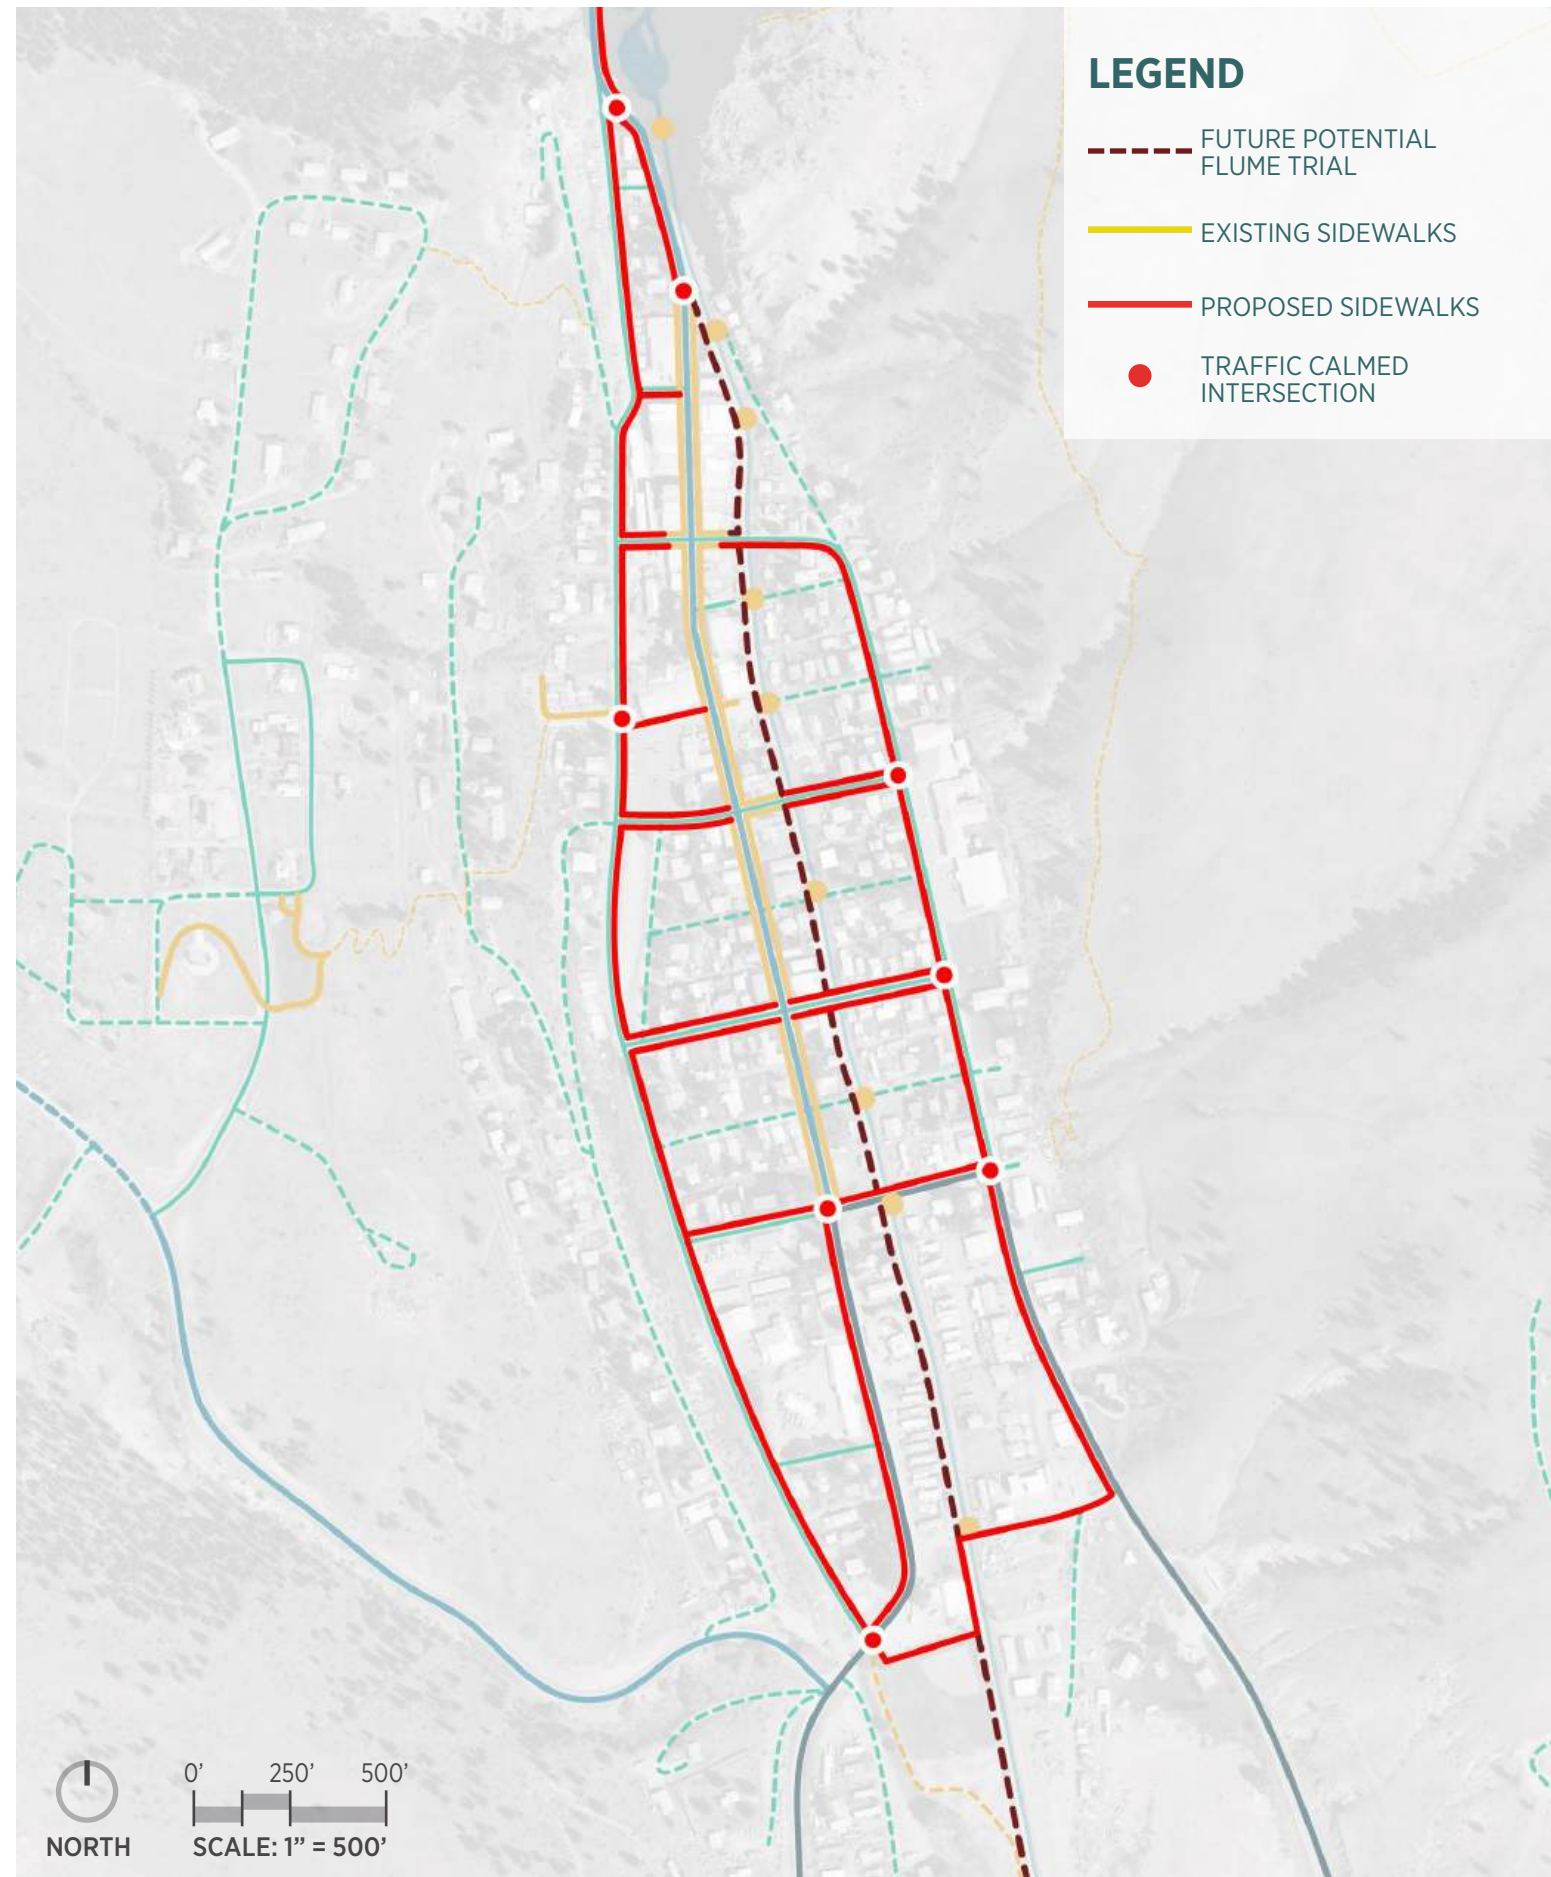 LEGEND
FUTURE POTENTIAL
FLUME TRIAL
EXISTING SIDEWALKS
PROPOSED SIDEWALKS
TRAFFIC CALMED
INTERSECTION
0’ 250’ 500’
NORTH
SCALE: 1” = 500’